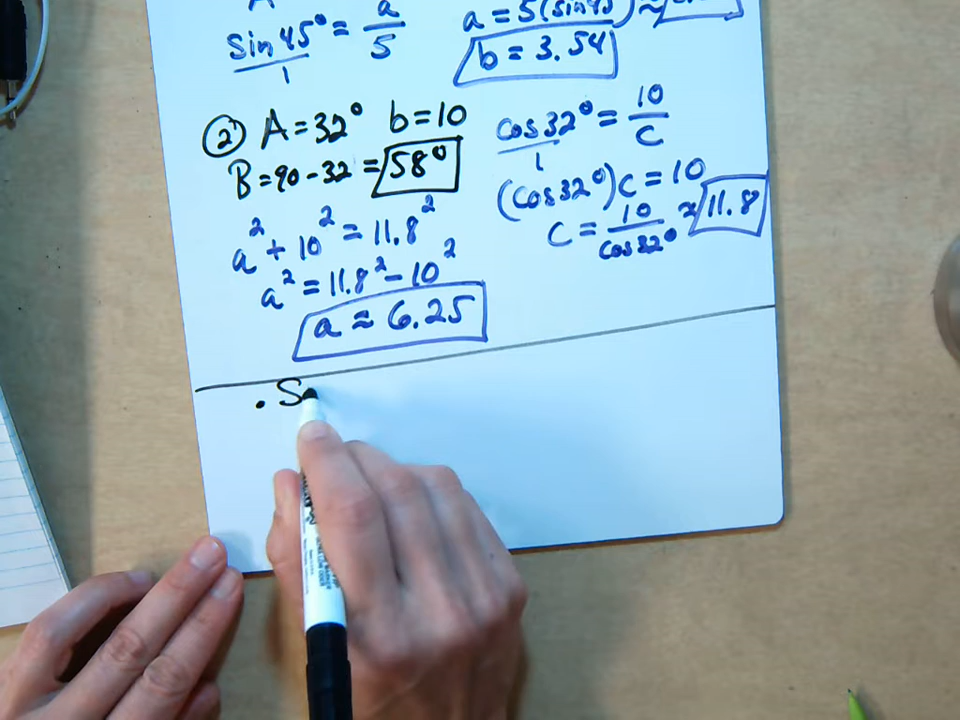 A
sin 45° = a/5
1
a = 5(sin 45) ≈
b = 3.54
② A = 32° b = 10
B = 90 - 32 = 58°
a² + 10² = 11.8²
a² = 11.8² - 10²
a ≈ 6.25
cos 32° = 10/c
1
(cos 32°) c = 10
c = 10/cos 32° ≈ 11.8
. So